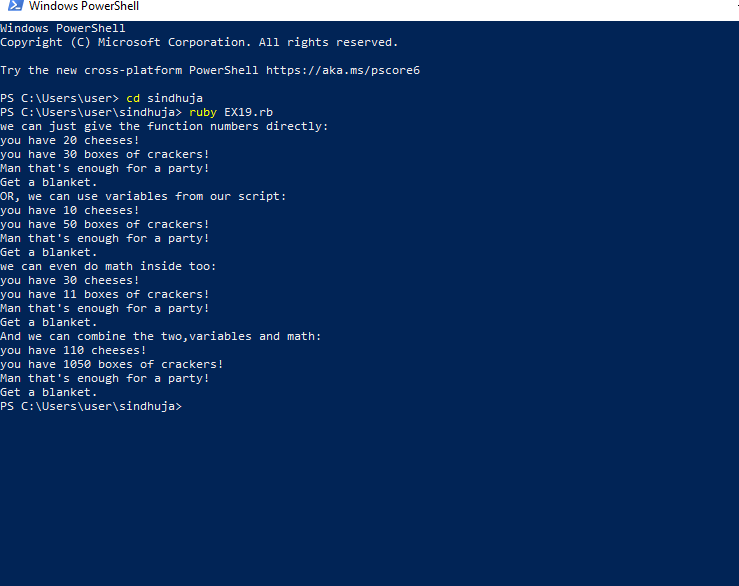 Windows PowerShell
Windows PowerShell
Copyright (C) Microsoft Corporation. All rights reserved.
Try the new cross-platform PowerShell https://aka.ms/pscore6
PS C:\Users\user> cd sindhuja
PS C:\Users\user\sindhuja> ruby EX19.rb
we can just give the function numbers directly:
you have 20 cheeses!
you have 30 boxes of crackers!
Man that's enough for a party!
Get a blanket.
OR, we can use variables from our script:
you have 10 cheeses!
you have 50 boxes of crackers!
Man that's enough for a party!
Get a blanket.
we can even do math inside too:
you have 30 cheeses!
you have 11 boxes of crackers!
Man that's enough for a party!
Get a blanket.
And we can combine the two,variables and math:
you have 110 cheeses!
you have 1050 boxes of crackers!
Man that's enough for a party!
Get a blanket.
PS C:\Users\user\sindhuja>